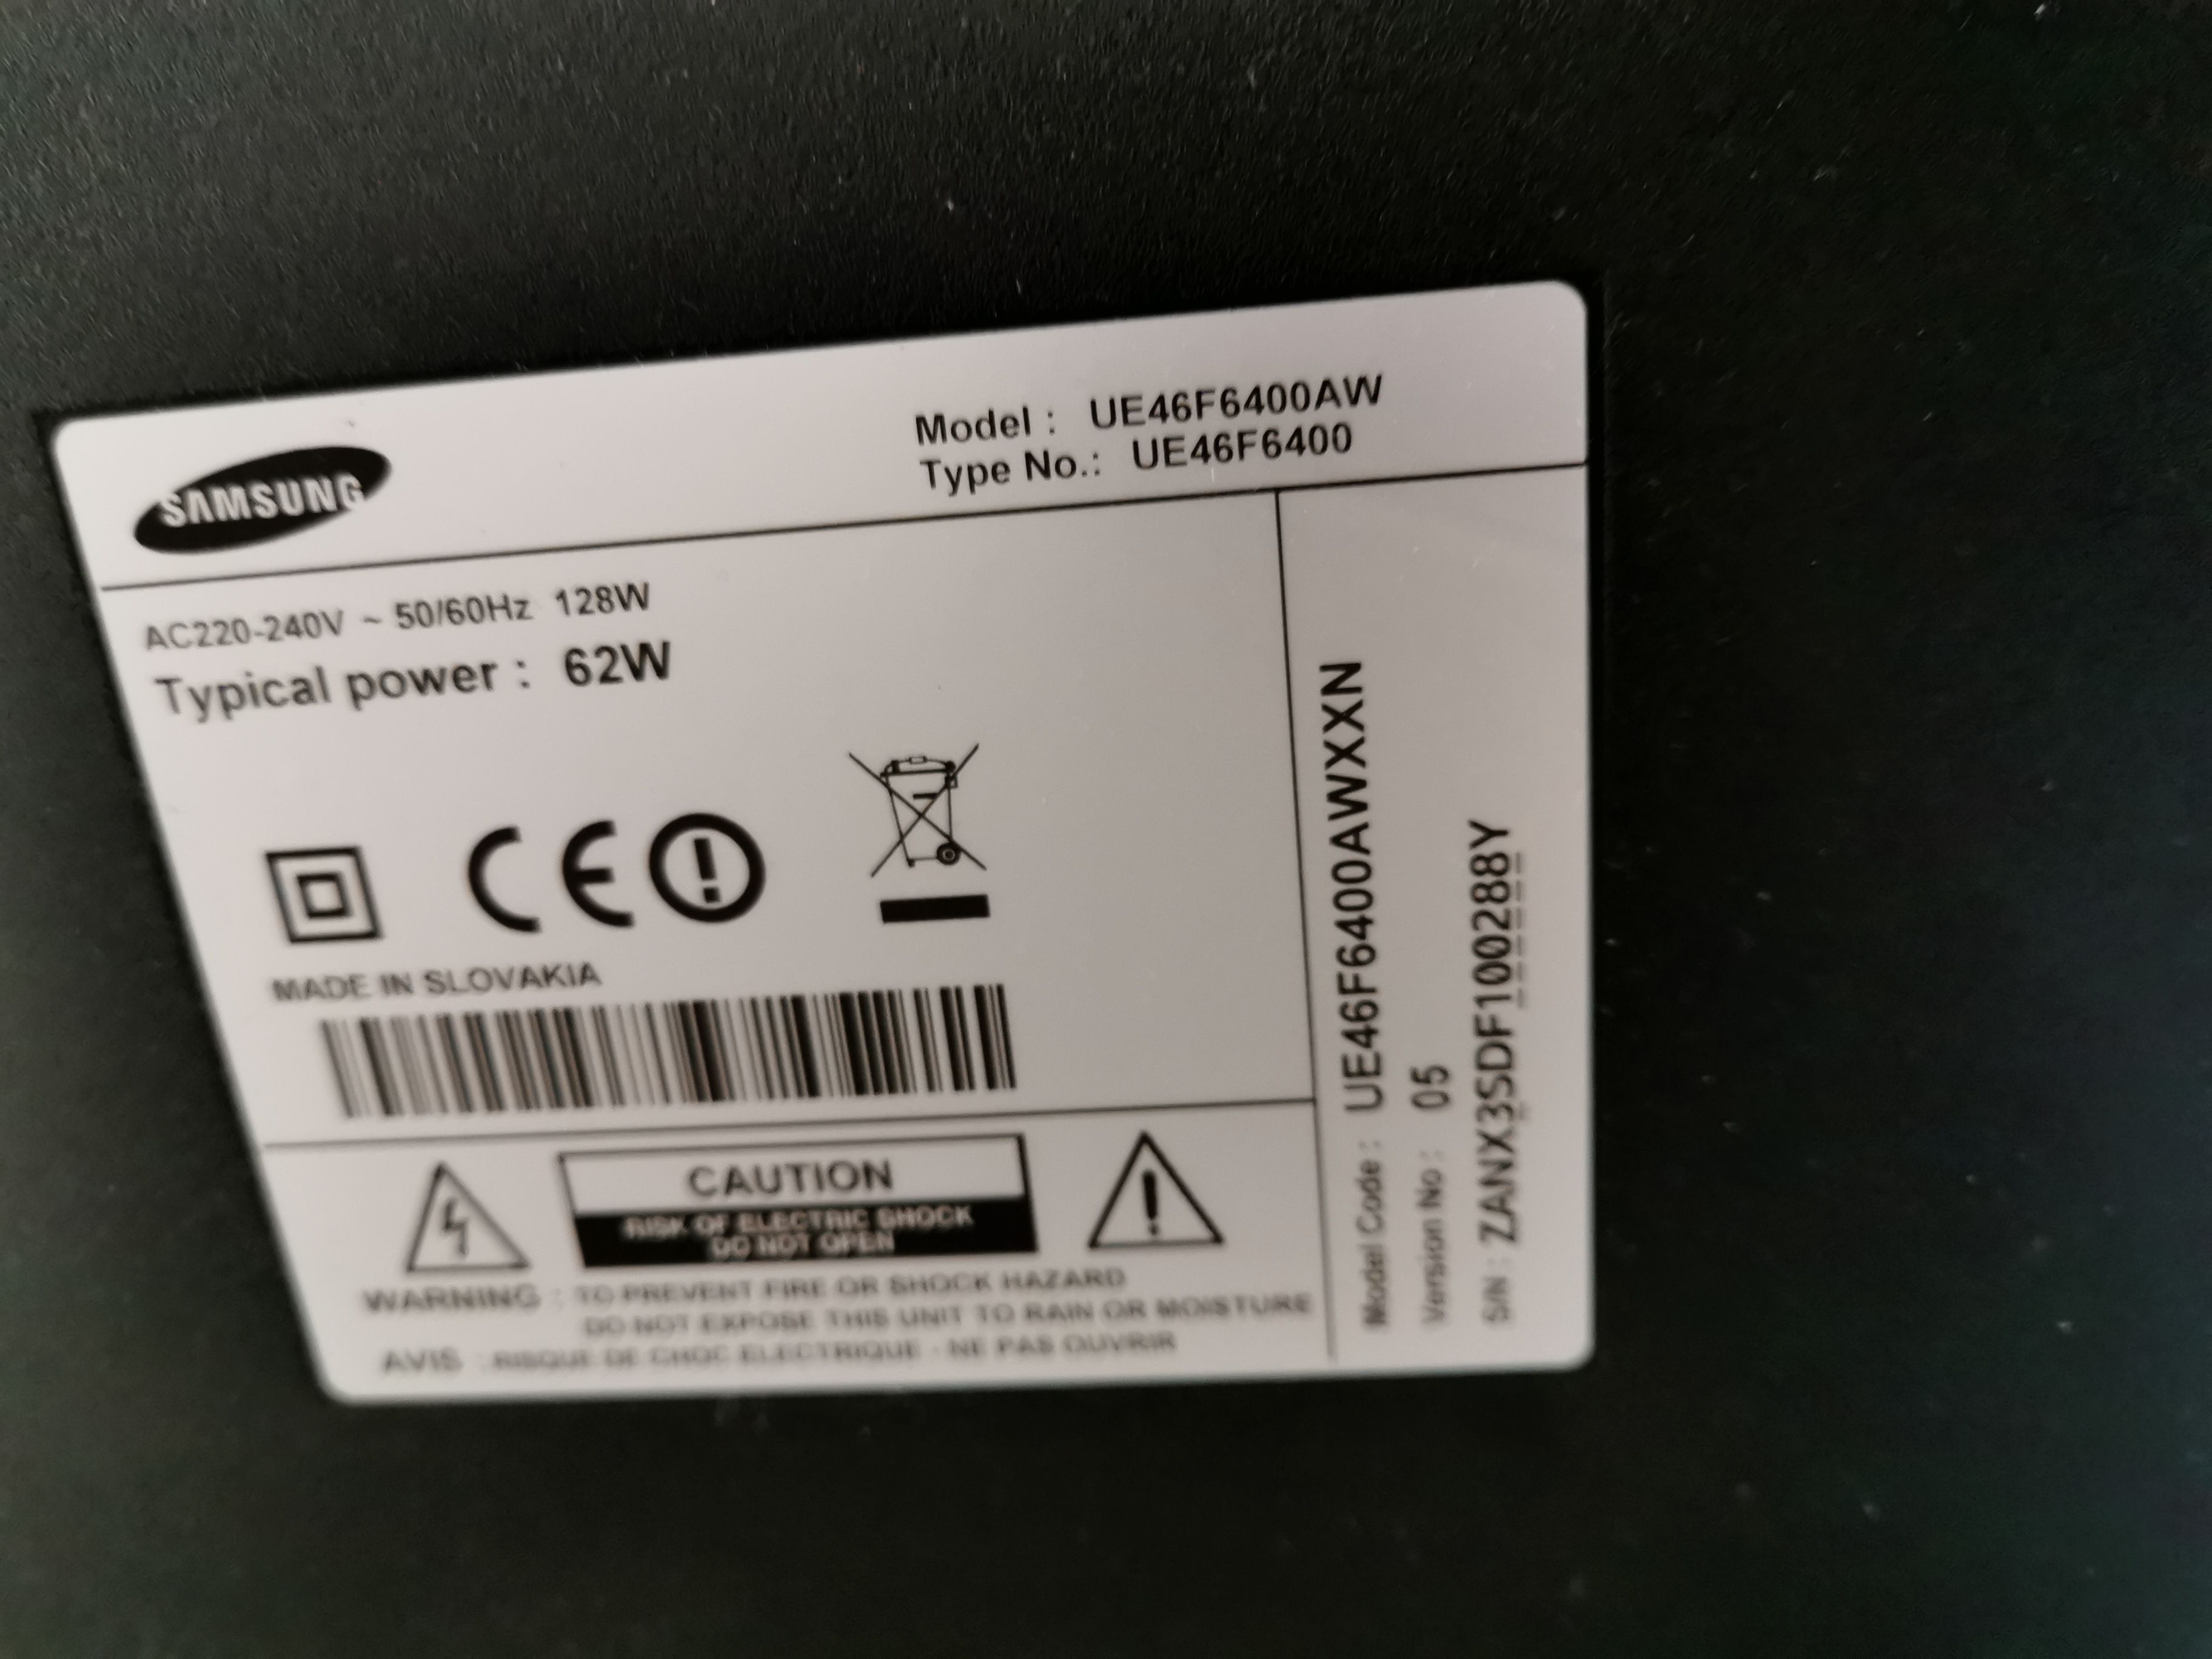 SAMSUNG
Model : UE46F6400AW
Type No.: UE46F6400
AC220-240V ~ 50/60Hz 128W
Typical power : 62W
CE
MADE IN SLOVAKIA
CAUTION
RISK OF ELECTRIC SHOCK
DO NOT OPEN
WARNING : TO PREVENT FIRE OR SHOCK HAZARD
DO NOT EXPOSE THIS UNIT TO RAIN OR MOISTURE
AVIS : RISQUE DE CHOC ELECTRIQUE - NE PAS OUVRIR
Model Code : UE46F6400AWXXN
Version No : 05
S/N : ZANX3SDF100288Y